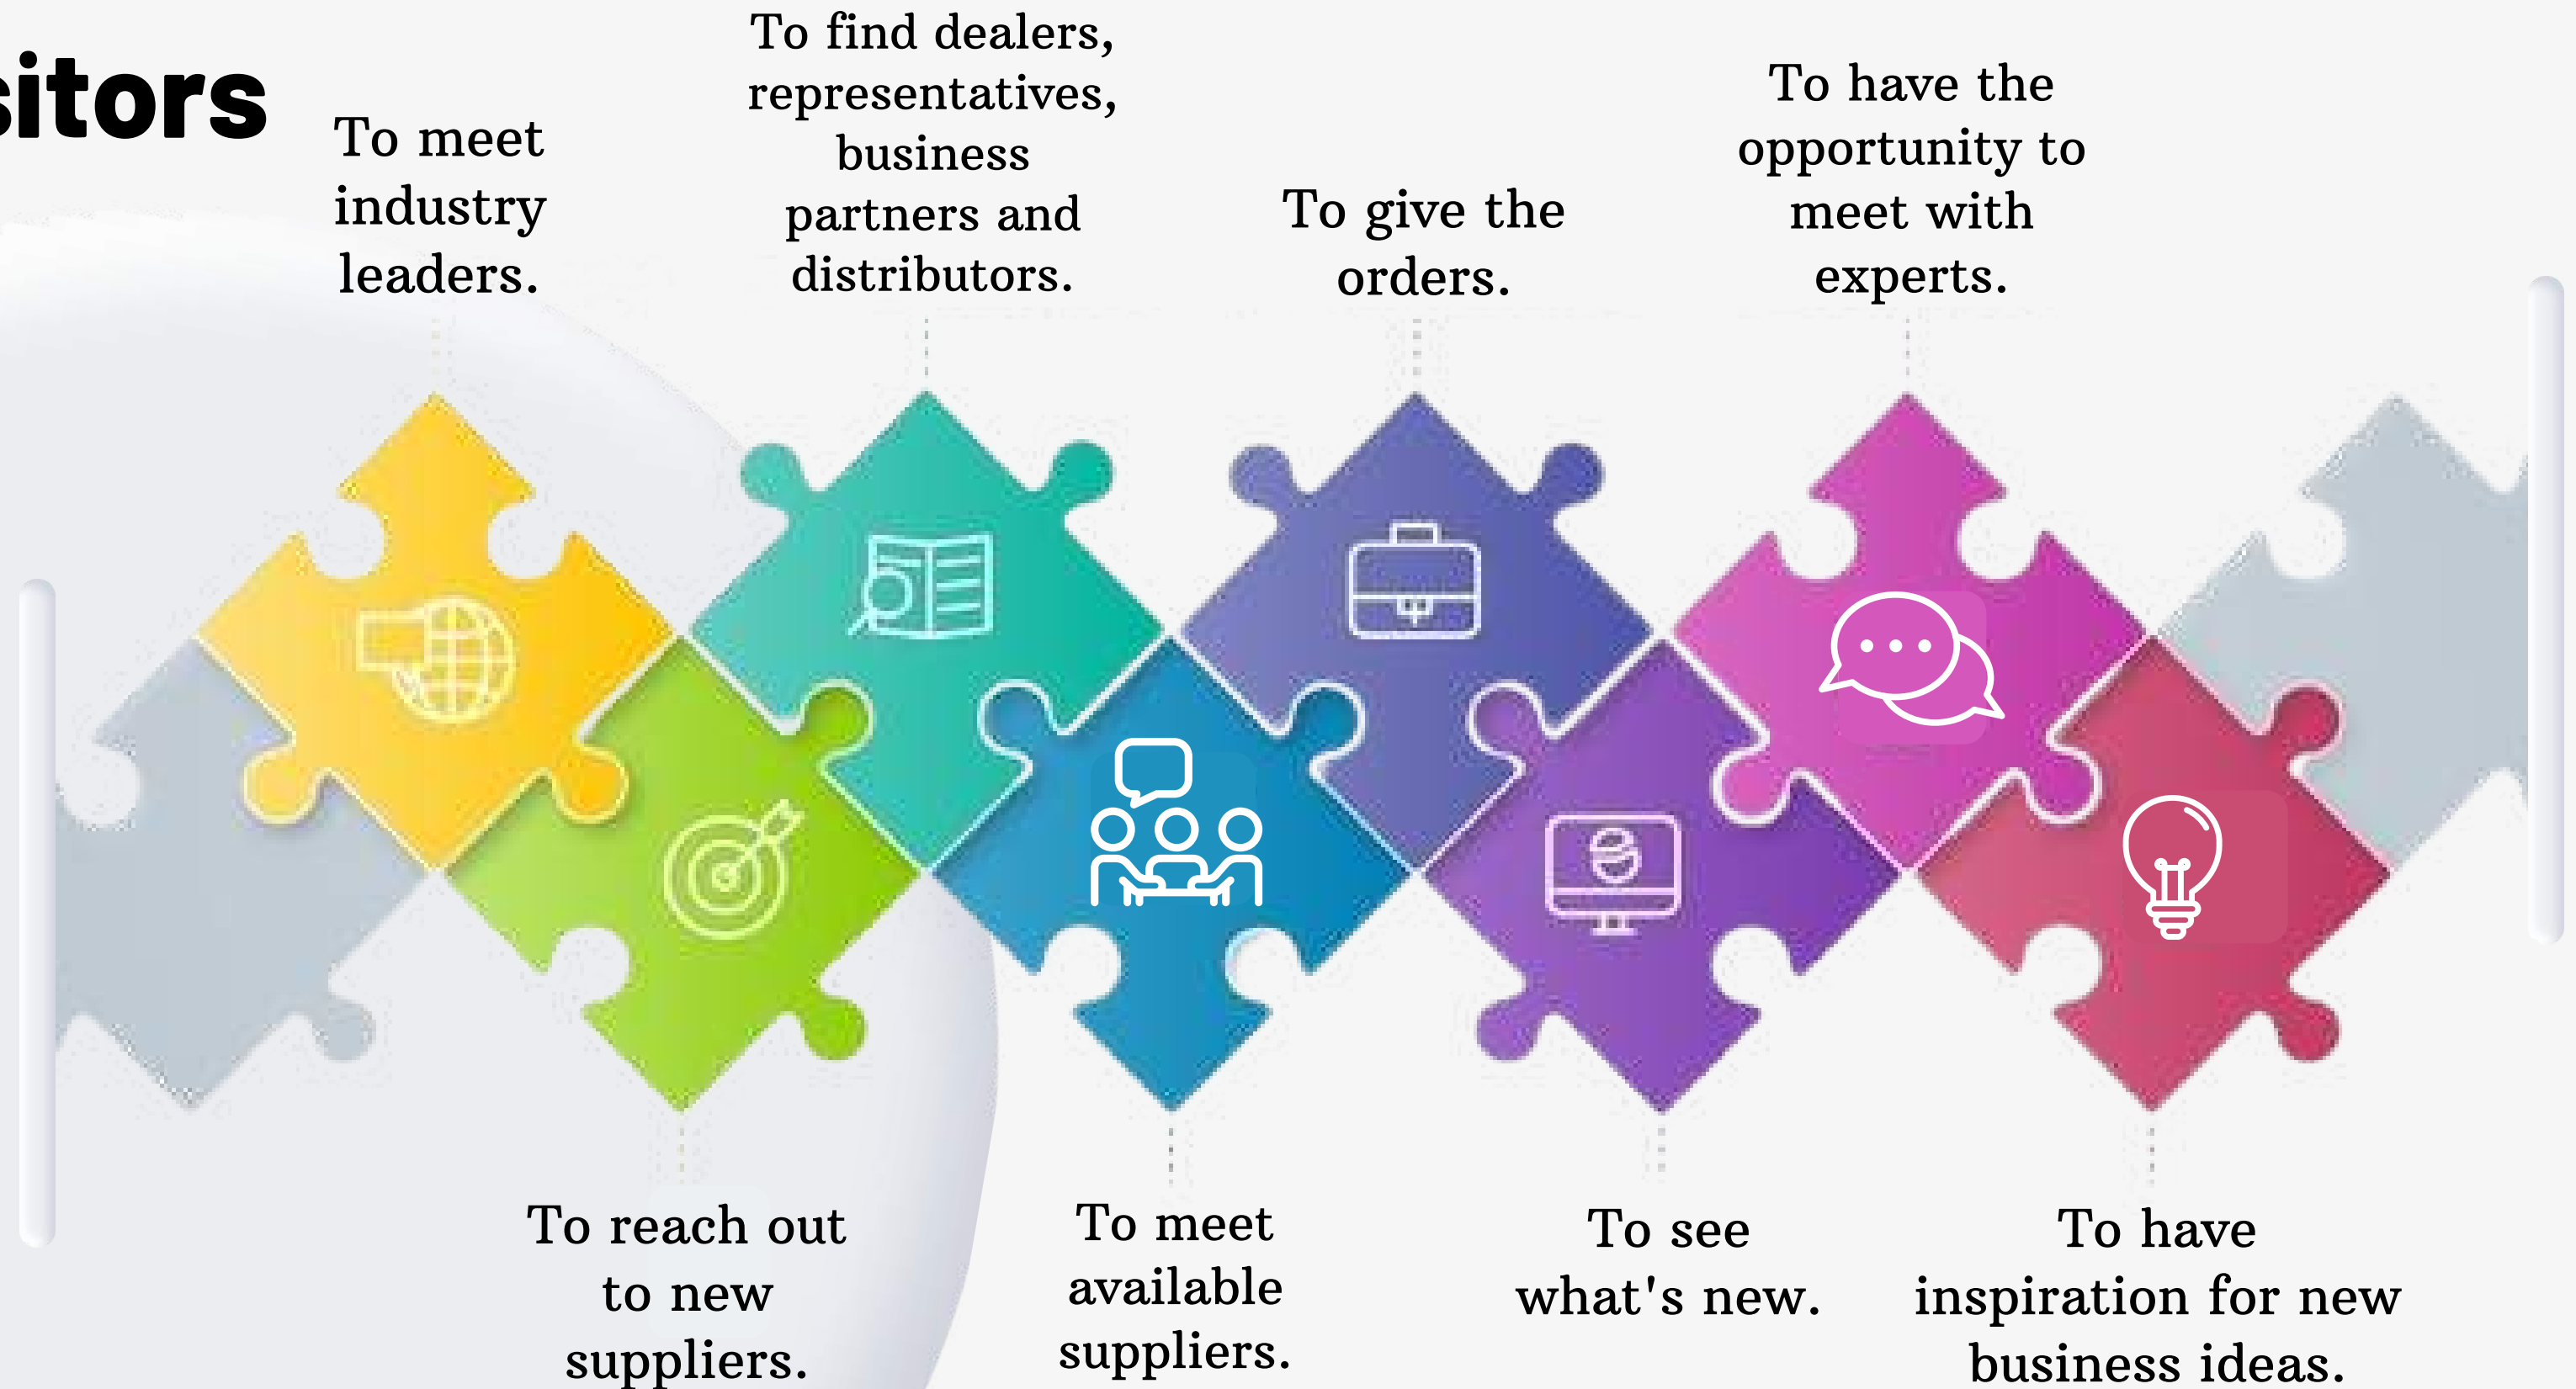 sitors
To meet
industry
leaders.
To find dealers,
representatives,
business
partners and
distributors.
To give the
orders.
To have the
opportunity to
meet with
experts.
To reach out
to new
suppliers.
To meet
available
suppliers.
To see
what's new.
To have
inspiration for new
business ideas.